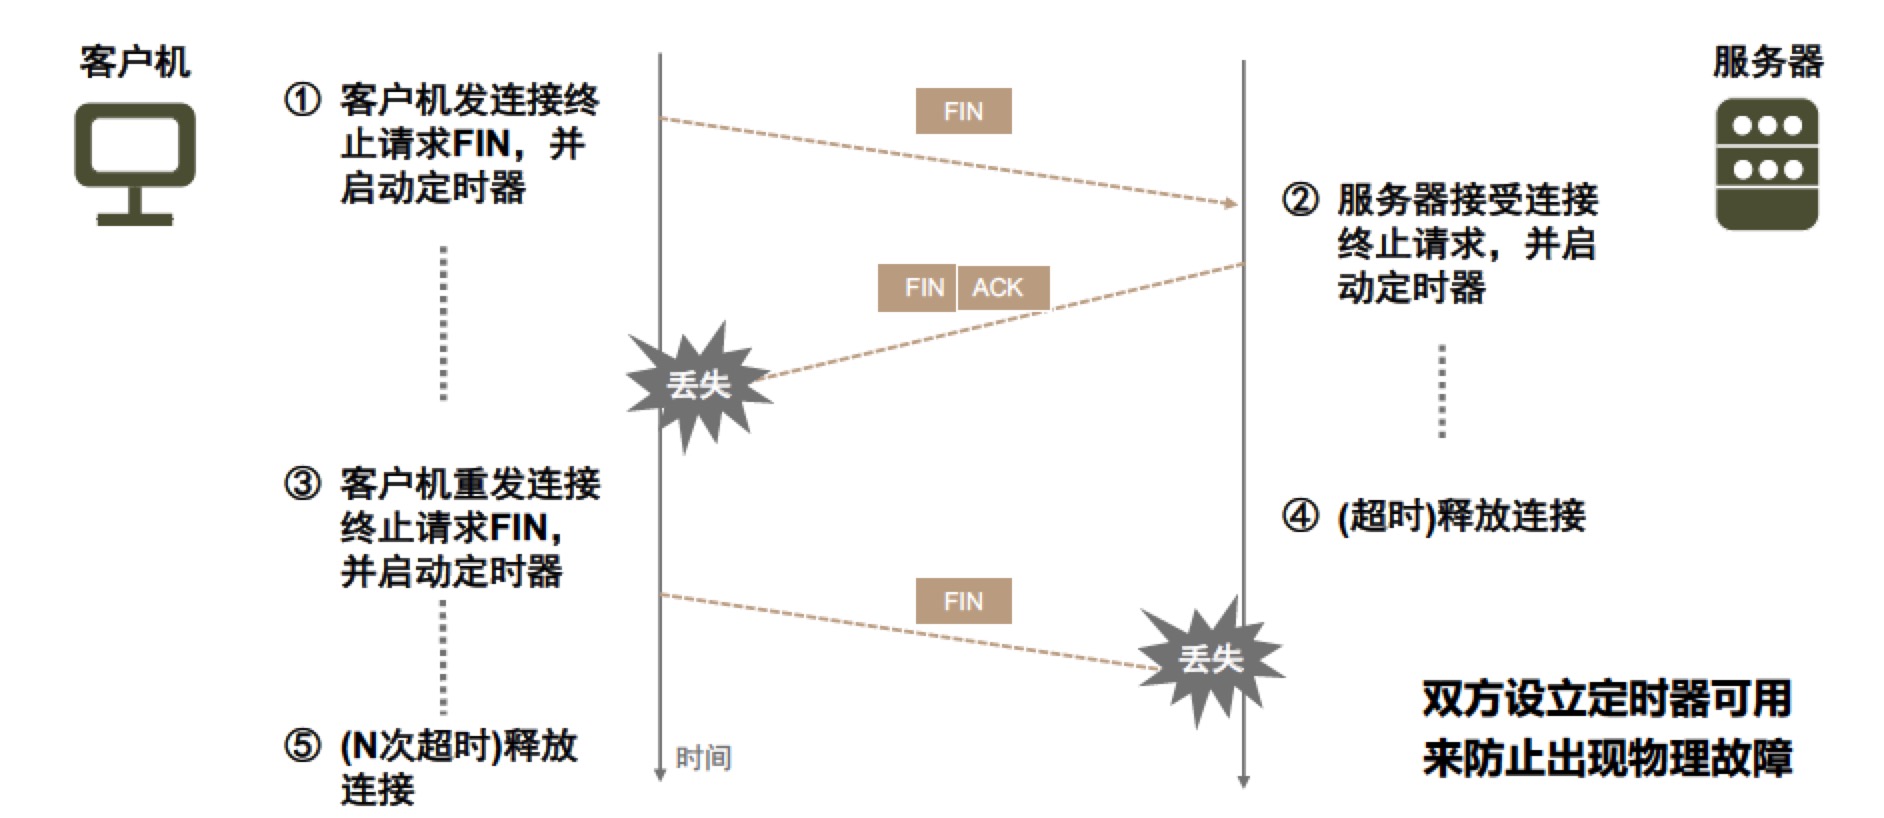 客户机
服务器
① 客户机发连接终
止请求FIN，并
启动定时器
FIN
② 服务器接受连接
终止请求，并启
动定时器
FIN ACK
丢失
③ 客户机重发连接
终止请求FIN，
并启动定时器
④ (超时)释放连接
FIN
丢失
⑤ (N次超时)释放
连接
时间
双方设立定时器可用
来防止出现物理故障